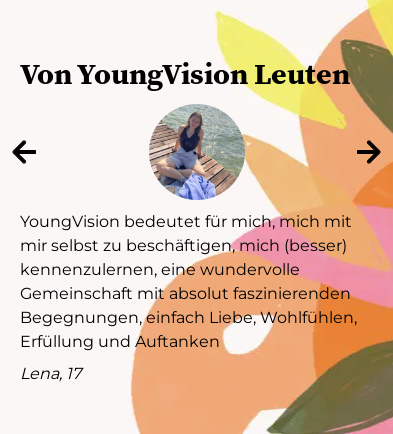 Von YoungVision Leuten
YoungVision bedeutet für mich, mich mit
mir selbst zu beschäftigen, mich (besser)
kennenzulernen, eine wundervolle
Gemeinschaft mit absolut faszinierenden
Begegnungen, einfach Liebe, Wohlfühlen,
Erfüllung und Auftanken
Lena, 17